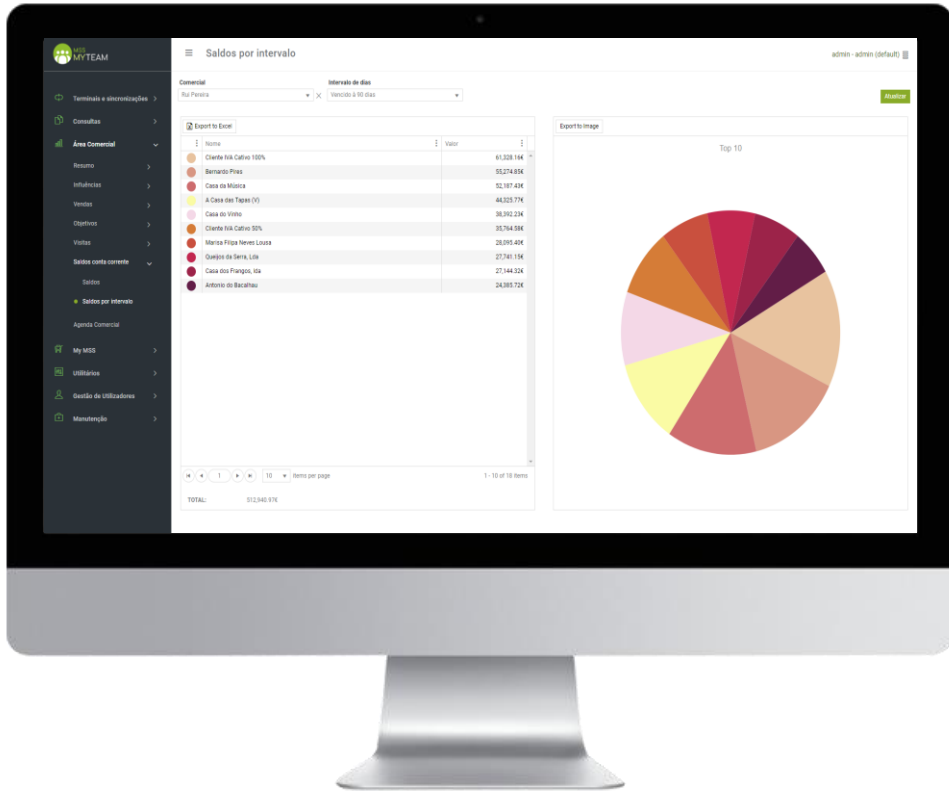 MSS
MYTEAM
Saldos por intervalo
admin - admin (default)
Comercial
Intervalo de dias
Rui Pereira
Vencido á 90 dias
Atualizar
Terminais e sincronizações
Consultas
Área Comercial
Resumo
Influências
Vendas
Objetivos
Visitas
Saldos conta corrente
Saldos
Saldos por intervalo
Agenda Comercial
My MSS
Utilitários
Gestão de Utilizadores
Manutenção
Export to Excel
Nome Valor
Cliente IVA Cativo 100% 61,328.16€
Bernardo Pires 55,274.85€
Casa da Música 52,187.43€
A Casa das Tapas (V) 44,225.77€
Casa do Vinho 38,392.23€
Cliente IVA Cativo 50% 35,764.58€
Marisa Filipa Neves Lousa 28,095.40€
Queijos da Serra, Lda 27,741.15€
Casa dos Frangos, lda 27,144.32€
Antonio do Bacalhau 24,085.72€
1 10 items per page 1 - 10 of 18 items
TOTAL: 512,940.97€
Export to Image
Top 10